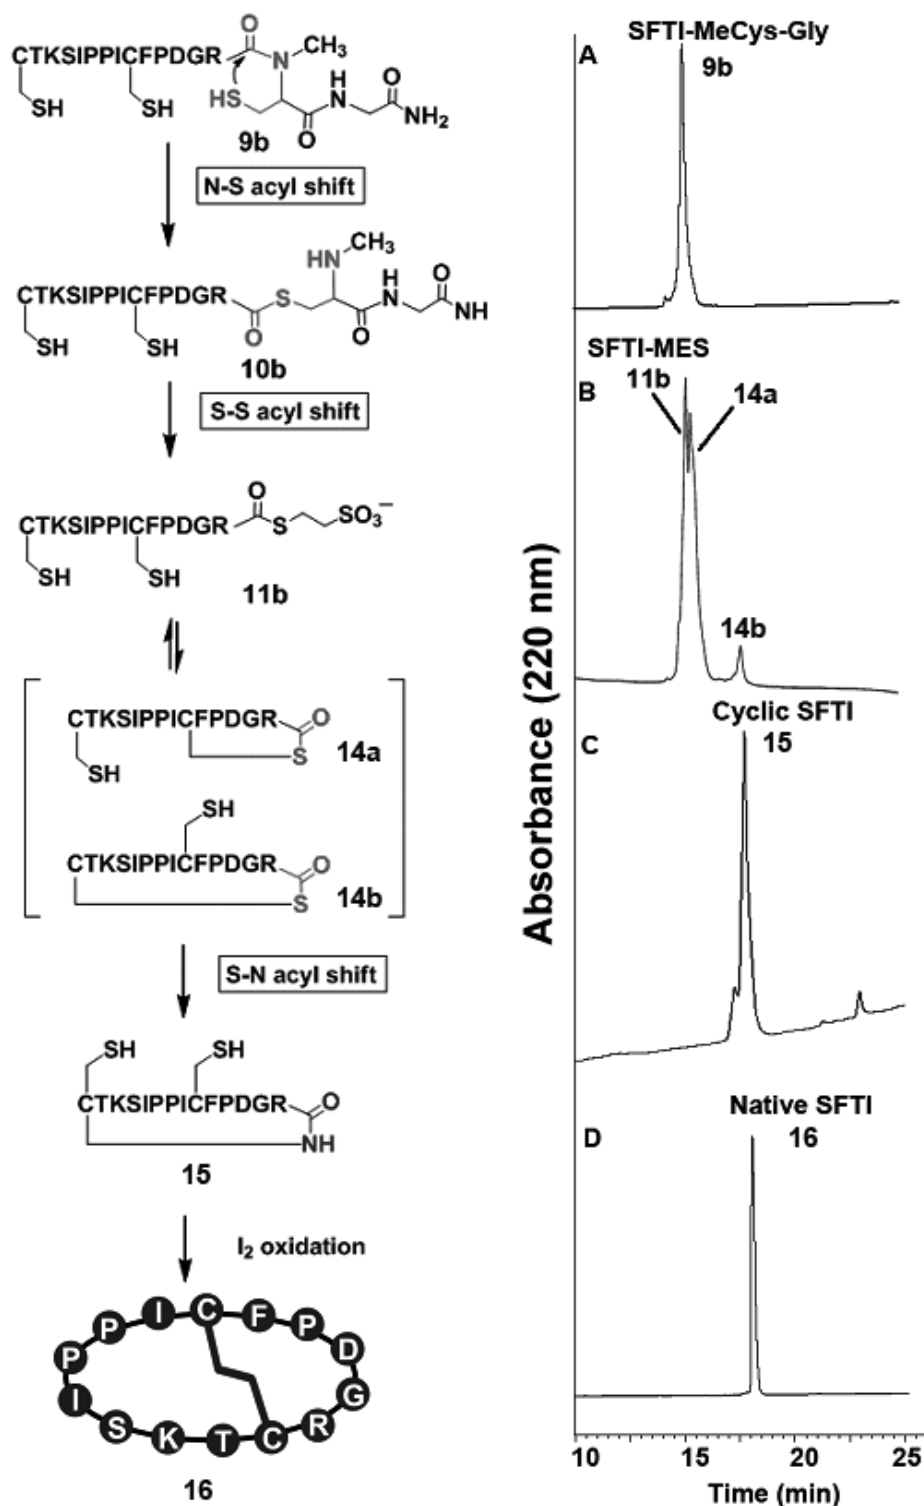 O
CTKSIPPICFPDGR
N
CH3
SH
SH
HS
H
N
O
NH2
O
9b
N-S acyl shift
HN
CH3
CTKSIPPICFPDGR
S
H
N
O
NH
O
O
SH
SH
10b
S-S acyl shift
O
CTKSIPPICFPDGR
S
SO3−
SH
SH
11b
CTKSIPPICFPDGR
O
S
SH
14a
SH
CTKSIPPICFPDGR
O
S
14b
S-N acyl shift
SH
SH
CTKSIPPICFPDGR
O
NH
15
I2 oxidation
P P I C F P D
I S K T C R G
16
SFTI-MeCys-Gly
A
9b
SFTI-MES
B
11b
14a
14b
Cyclic SFTI
C
15
Native SFTI
D
16
Absorbance (220 nm)
10 15 20 25
Time (min)